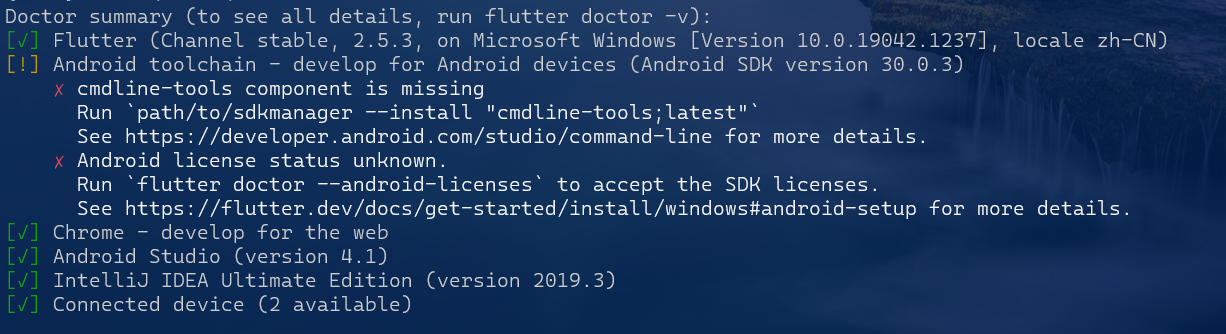 Doctor summary (to see all details, run flutter doctor -v):
[✓] Flutter (Channel stable, 2.5.3, on Microsoft Windows [Version 10.0.19042.1237], locale zh-CN)
[!] Android toolchain - develop for Android devices (Android SDK version 30.0.3)
    ✗ cmdline-tools component is missing
      Run `path/to/sdkmanager --install "cmdline-tools;latest"`
      See https://developer.android.com/studio/command-line for more details.
    ✗ Android license status unknown.
      Run `flutter doctor --android-licenses` to accept the SDK licenses.
      See https://flutter.dev/docs/get-started/install/windows#android-setup for more details.
[✓] Chrome - develop for the web
[✓] Android Studio (version 4.1)
[✓] IntelliJ IDEA Ultimate Edition (version 2019.3)
[✓] Connected device (2 available)